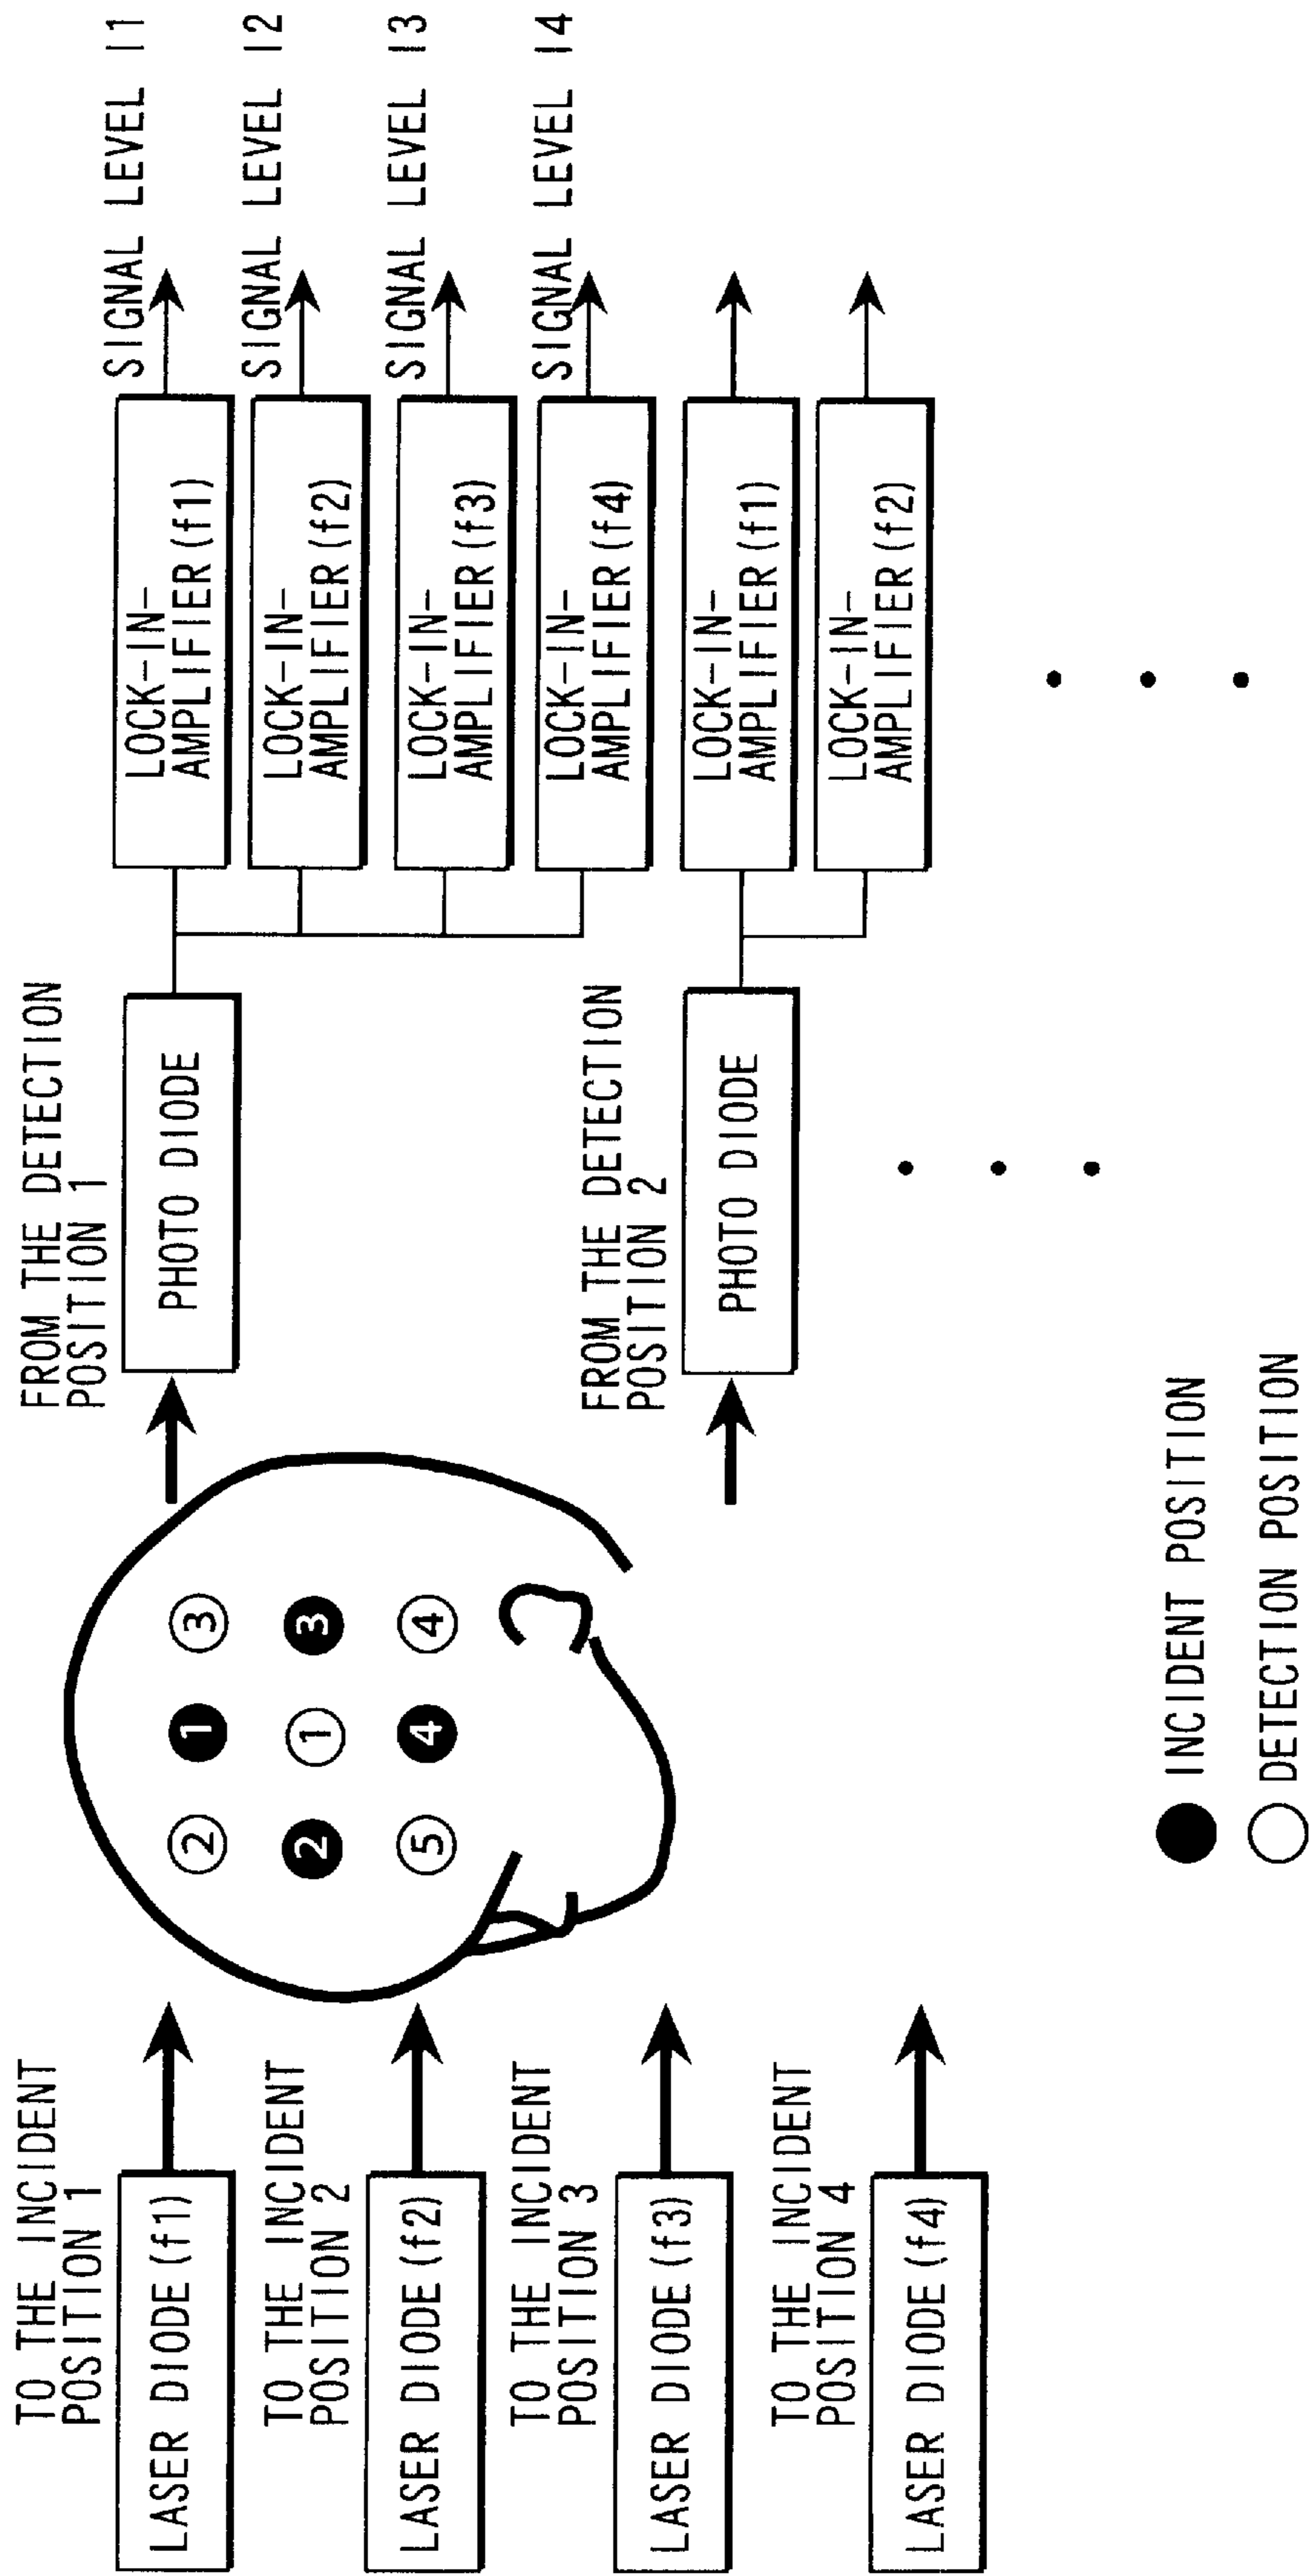 TO THE INCIDENT
POSITION 1
LASER DIODE (f1)
TO THE INCIDENT
POSITION 2
LASER DIODE (f2)
TO THE INCIDENT
POSITION 3
LASER DIODE (f3)
TO THE INCIDENT
POSITION 4
LASER DIODE (f4)
2 1 3
2 1 3
5 4 4
FROM THE DETECTION
POSITION 1
PHOTO DIODE
FROM THE DETECTION
POSITION 2
PHOTO DIODE
LOCK-IN-
AMPLIFIER (f1)
SIGNAL LEVEL I1
LOCK-IN-
AMPLIFIER (f2)
SIGNAL LEVEL I2
LOCK-IN-
AMPLIFIER (f3)
SIGNAL LEVEL I3
LOCK-IN-
AMPLIFIER (f4)
SIGNAL LEVEL I4
LOCK-IN-
AMPLIFIER (f1)
LOCK-IN-
AMPLIFIER (f2)
INCIDENT POSITION
DETECTION POSITION